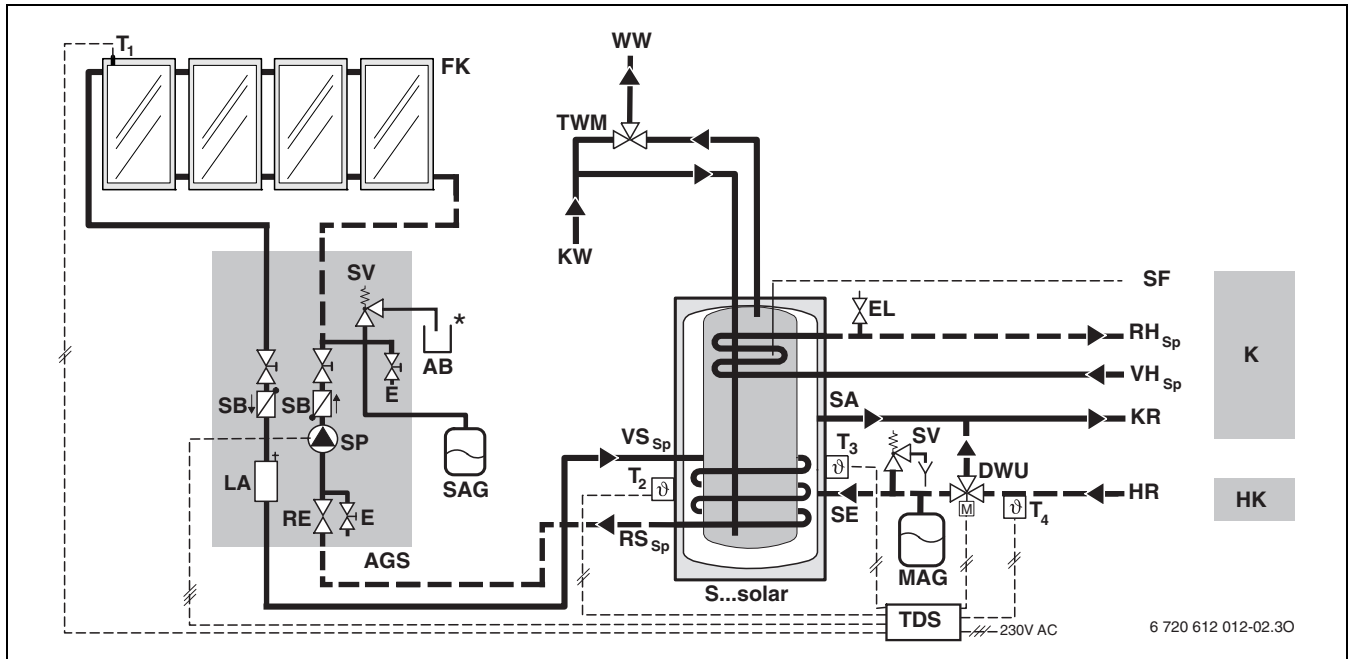 T1
FK
WW
TWM
KW
SV
AB
*
E
SB
SB
SP
SAG
LA
RE
E
AGS
VSSp
T2
ϑ
RSSp
S...solar
SF
EL
RHSp
VHSp
K
SA
KR
T3
ϑ
SV
DWU
M
SE
HR
HK
ϑ
T4
MAG
TDS
230V AC
6 720 612 012-02.3O